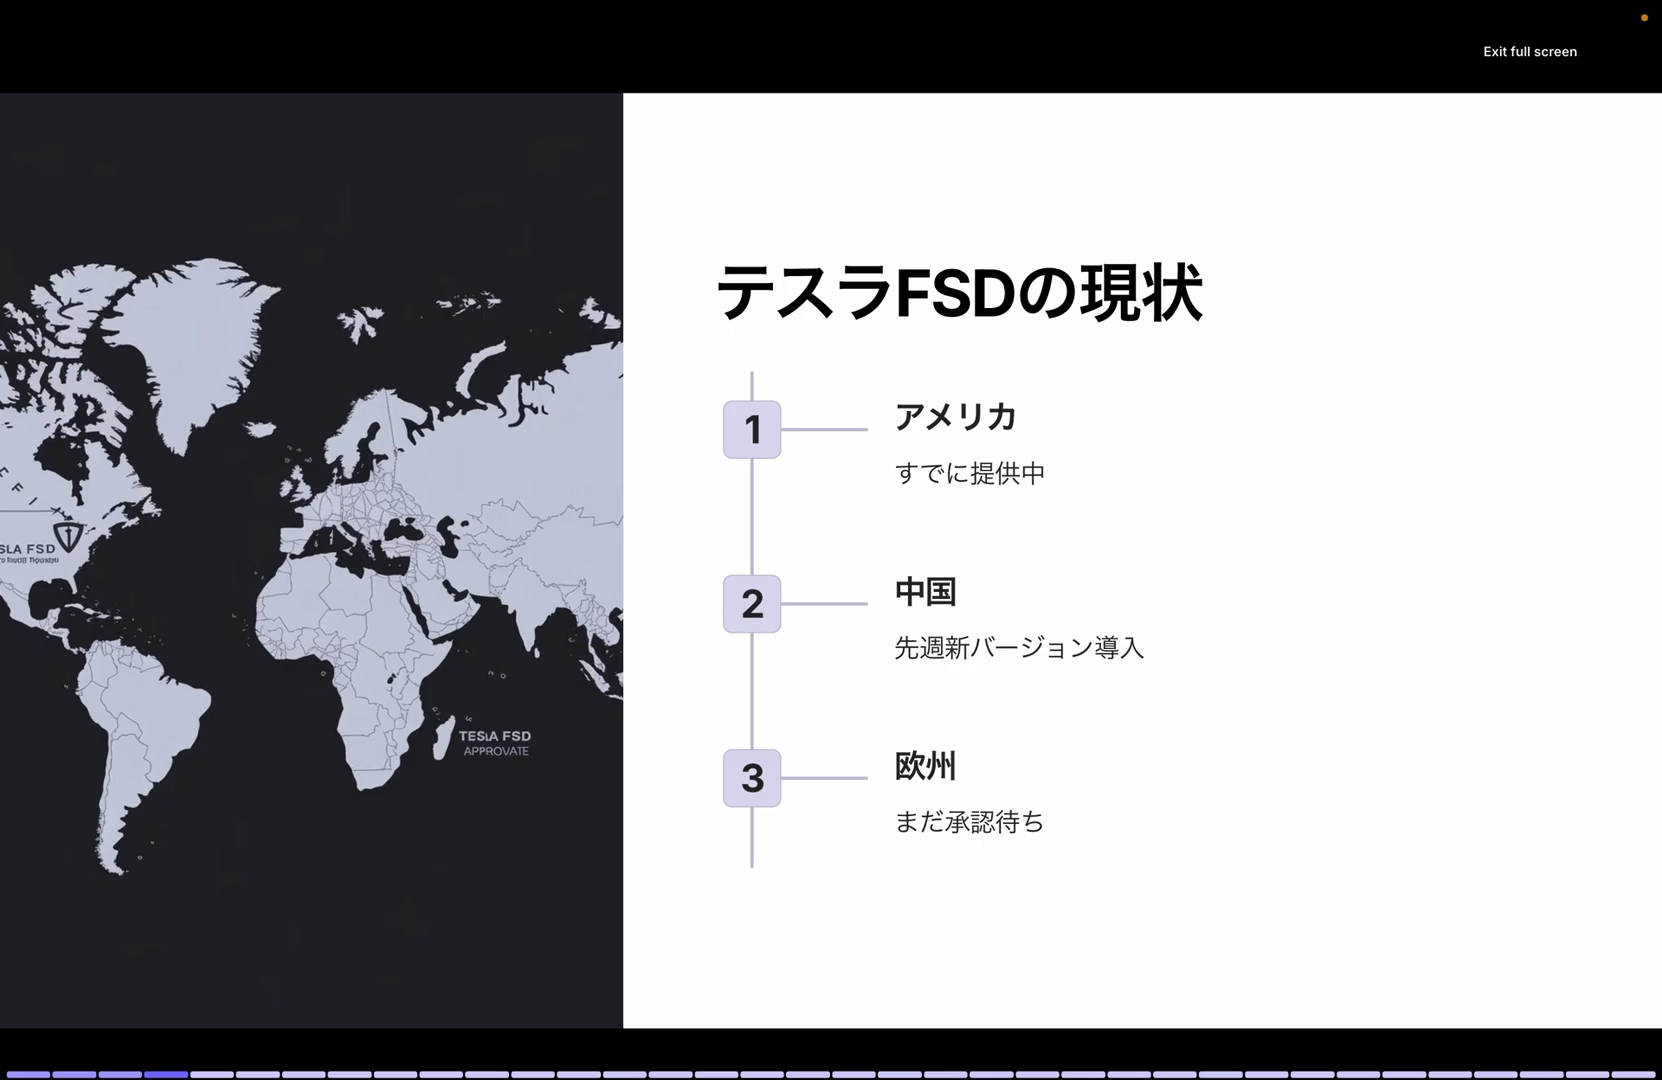 Exit full screen
テスラFSDの現状
1
アメリカ
すでに提供中
2
中国
先週新バージョン導入
3
欧州
まだ承認待ち
SLA FSD
TESLA FSD
APPROVATE